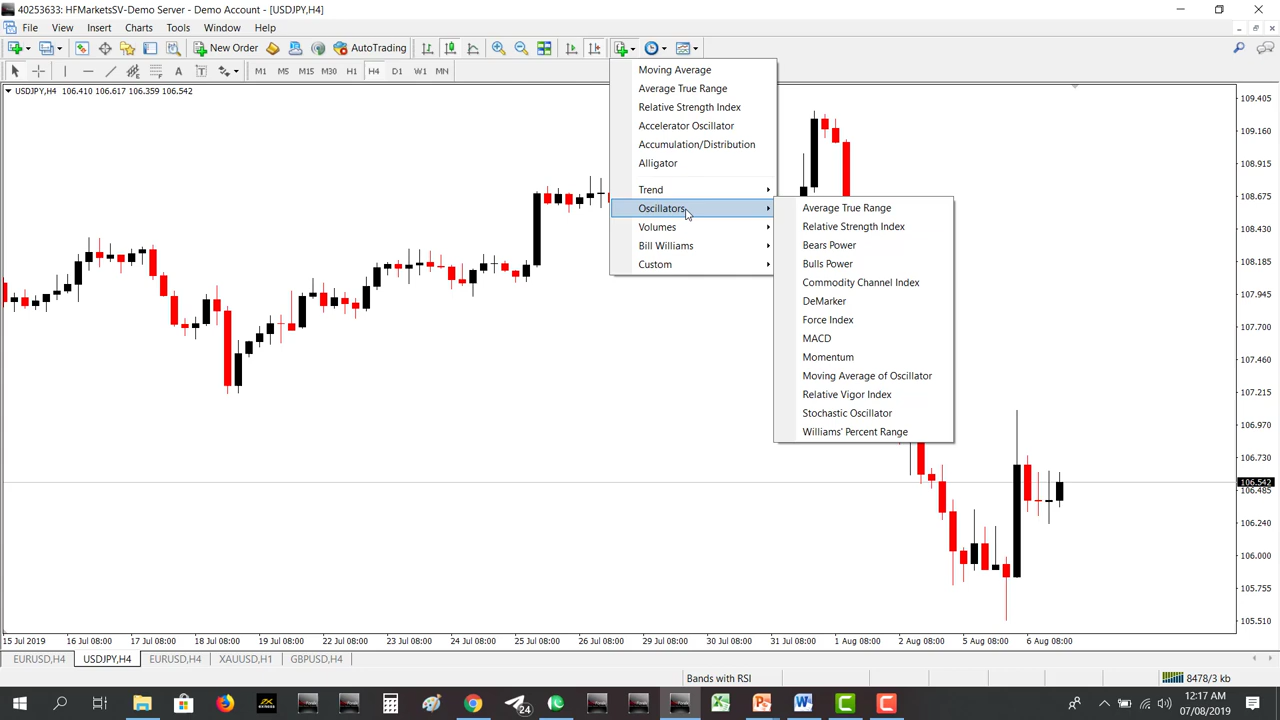 40253633: HFMarketsSV-Demo Server - Demo Account - [USDJPY,H4]
File View Insert Charts Tools Window Help
New Order AutoTrading
A T M1 M5 M15 M30 H1 H4 D1 W1 MN
USDJPY,H4 106.410 106.617 106.359 106.542
Moving Average
Average True Range
Relative Strength Index
Accelerator Oscillator
Accumulation/Distribution
Alligator
Trend
Oscillators
Volumes
Bill Williams
Custom
Average True Range
Relative Strength Index
Bears Power
Bulls Power
Commodity Channel Index
DeMarker
Force Index
MACD
Momentum
Moving Average of Oscillator
Relative Vigor Index
Stochastic Oscillator
Williams' Percent Range
109.405
109.160
108.915
108.675
108.430
108.185
107.945
107.700
107.460
107.215
106.970
106.730
106.542
106.485
106.240
106.000
105.755
105.510
15 Jul 2019 16 Jul 08:00 17 Jul 08:00 18 Jul 08:00 19 Jul 08:00 22 Jul 08:00 23 Jul 08:00 24 Jul 08:00 25 Jul 08:00 26 Jul 08:00 29 Jul 08:00 30 Jul 08:00 31 Jul 08:00 1 Aug 08:00 2 Aug 08:00 5 Aug 08:00 6 Aug 08:00
EURUSD,H4 USDJPY,H4 EURUSD,H4 XAUUSD,H1 GBPUSD,H4
Bands with RSI 8478/3 kb
24 12:17 AM
07/08/2019